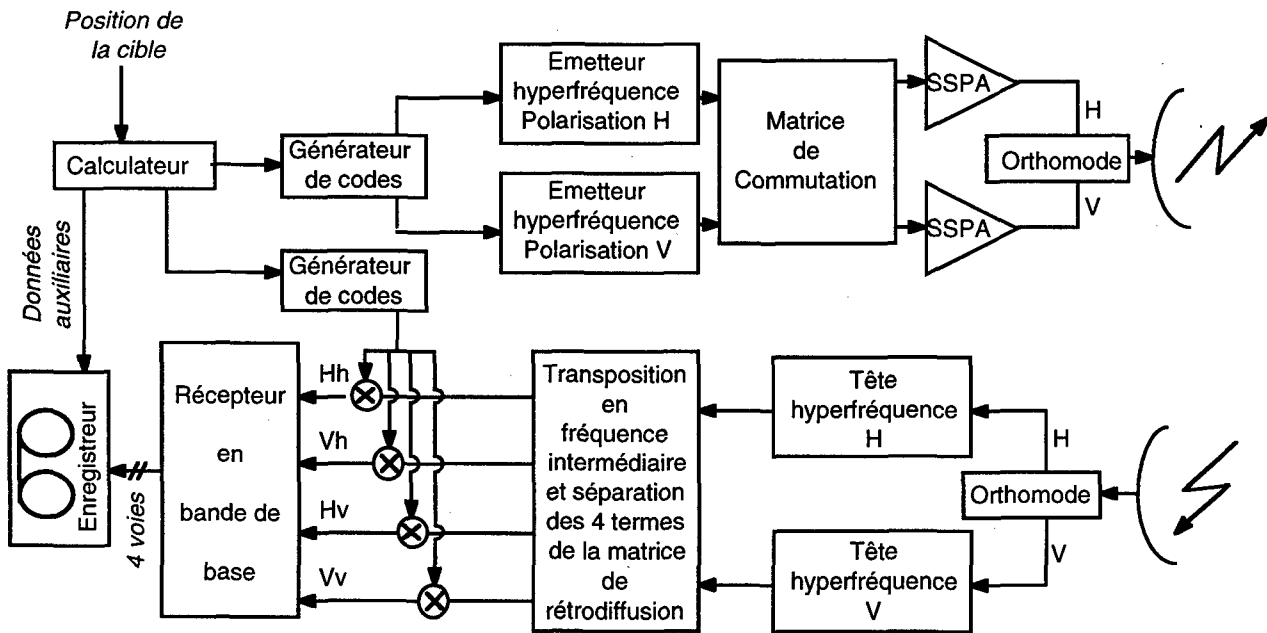 Position de
la cible
Calculateur
Générateur
de codes
Emetteur
hyperfréquence
Polarisation H
Emetteur
hyperfréquence
Polarisation V
Matrice
de
Commutation
SSPA
SSPA
H
Orthomode
V
Données
auxiliaires
Générateur
de codes
Enregistreur
4 voies
Récepteur
en
bande de
base
Hh
Vh
Hv
Vv
Transposition
en
fréquence
intermédiaire
et séparation
des 4 termes
de la matrice
de
rétrodiffusion
Tête
hyperfréquence
H
Tête
hyperfréquence
V
H
Orthomode
V